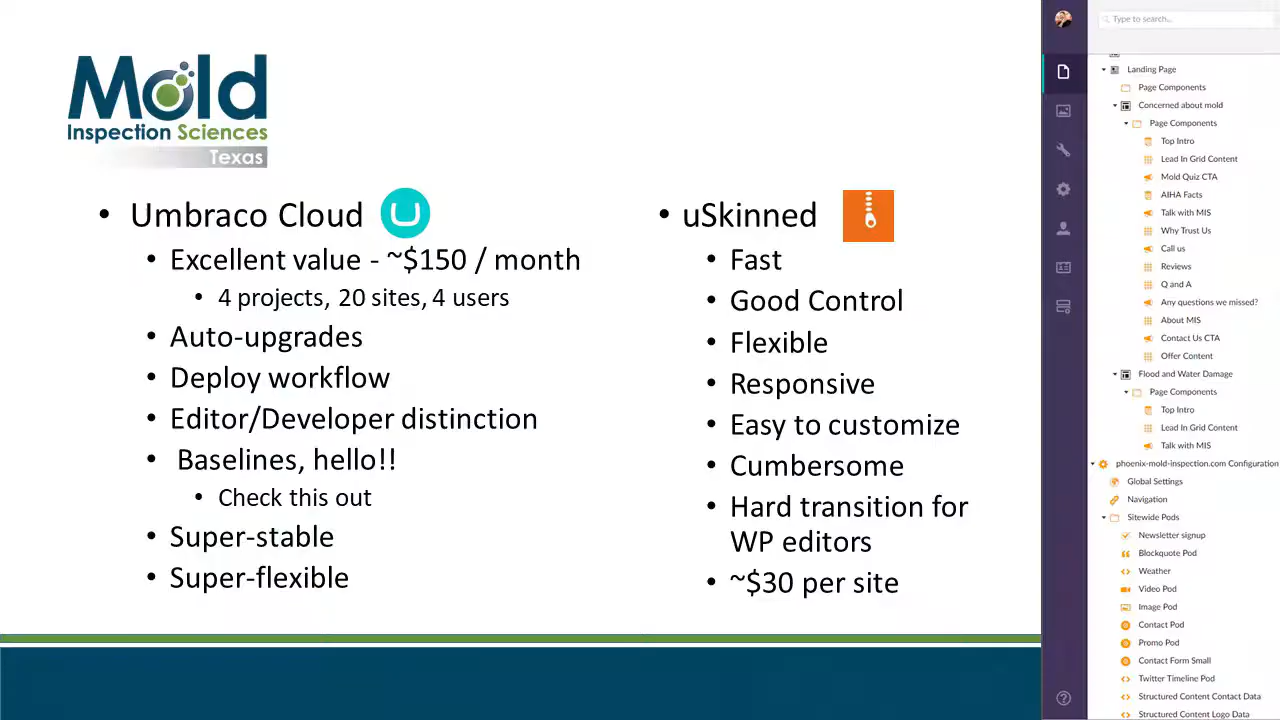 Mold
Inspection Sciences
Texas
• Umbraco Cloud
• Excellent value - ~$150 / month
• 4 projects, 20 sites, 4 users
• Auto-upgrades
• Deploy workflow
• Editor/Developer distinction
• Baselines, hello!!
• Check this out
• Super-stable
• Super-flexible
• uSkinned
• Fast
• Good Control
• Flexible
• Responsive
• Easy to customize
• Cumbersome
• Hard transition for
WP editors
• ~$30 per site
Type to search...
Landing Page
Page Components
Concerned about mold
Page Components
Top Intro
Lead In Grid Content
Mold Quiz CTA
AIHA Facts
Talk with MIS
Why Trust Us
Call us
Reviews
Q and A
Any questions we missed?
About MIS
Contact Us CTA
Offer Content
Flood and Water Damage
Page Components
Top Intro
Lead In Grid Content
Talk with MIS
phoenix-mold-inspection.com Configuration
Global Settings
Navigation
Sitewide Pods
Newsletter signup
Blockquote Pod
Weather
Video Pod
Image Pod
Contact Pod
Promo Pod
Contact Form Small
Twitter Timeline Pod
Structured Content Contact Data
Structured Content Logo Data